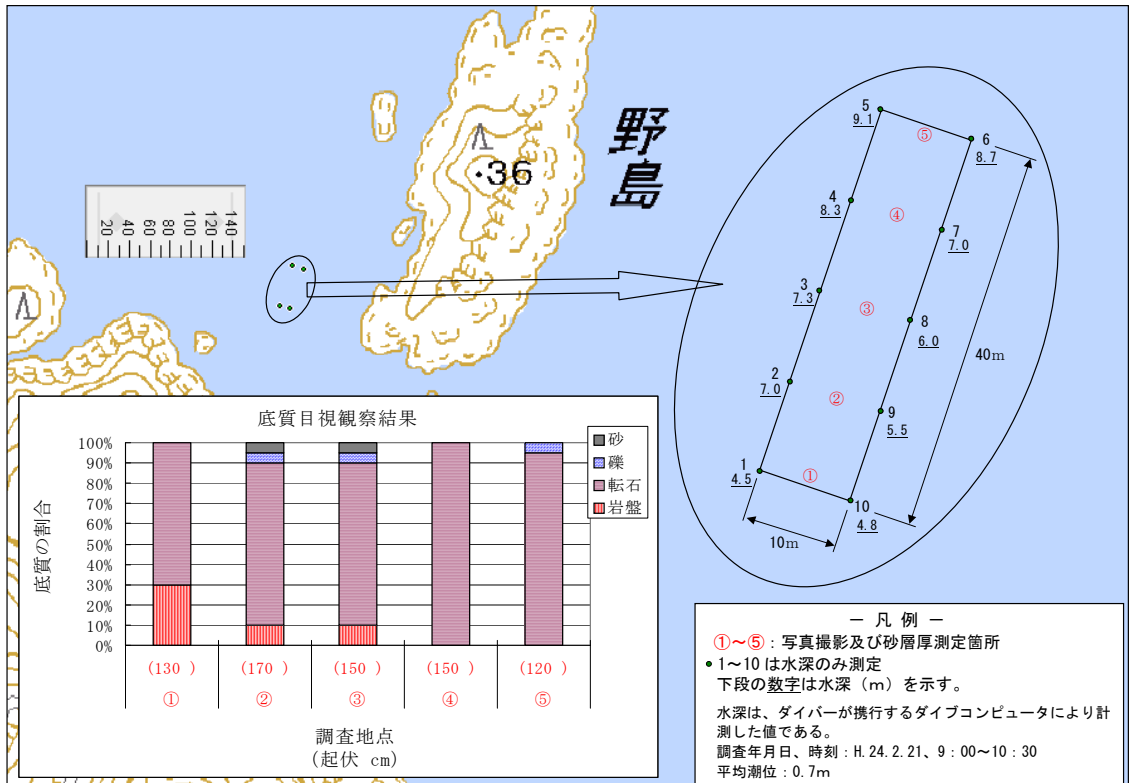 野島
36
20 40 60 80 100 120 140
5
9.1
⑤
6
8.7
4
8.3
④
7
7.0
3
7.3
③
8
6.0
40m
2
7.0
②
9
5.5
1
4.5
①
10
4.8
10m
底質目視観察結果
100%
90%
80%
70%
60%
50%
40%
30%
20%
10%
0%
底質の割合
砂
礫
転石
岩盤
(130 ) (170 ) (150 ) (150 ) (120 )
① ② ③ ④ ⑤
調査地点
(起伏 cm)
― 凡 例 ―
①~⑤:写真撮影及び砂層厚測定箇所
1~10は水深のみ測定
下段の数字は水深(m)を示す。
水深は、ダイバーが携行するダイブコンピュータにより計
測した値である。
調査年月日、時刻:H.24.2.21、9:00~10:30
平均潮位:0.7m